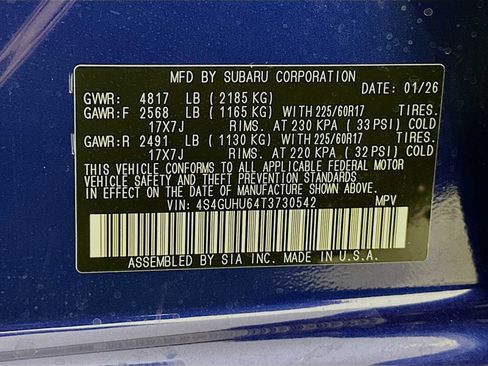 MFD BY SUBARU CORPORATION
DATE: 01/26
GVWR: 4817 LB ( 2185 KG)
GAWR:F 2568 LB ( 1165 KG) WITH 225/60R17 TIRES.
17X7J RIMS. AT 230 KPA ( 33 PSI) COLD
GAWR:R 2491 LB ( 1130 KG) WITH 225/60R17 TIRES.
17X7J RIMS. AT 220 KPA ( 32 PSI) COLD
THIS VEHICLE CONFORMS TO ALL APPLICABLE FEDERAL MOTOR
VEHICLE SAFETY AND THEFT PREVENTION STANDARDS
IN EFFECT ON THE DATE OF MANUFACTURE SHOWN ABOVE.
VIN: 4S4GUHU64T3730542 MPV
ASSEMBLED BY SIA INC. MADE IN U.S.A.